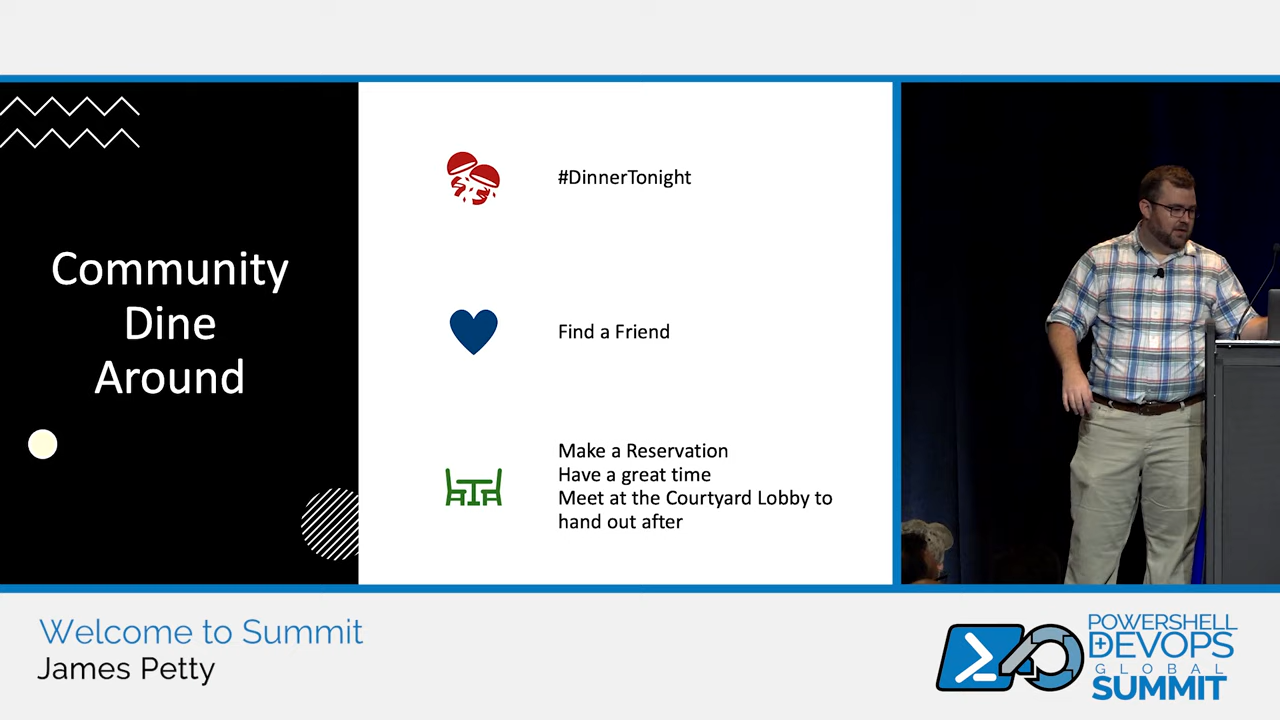 Community
Dine
Around
#DinnerTonight
Find a Friend
Make a Reservation
Have a great time
Meet at the Courtyard Lobby to
hand out after
Welcome to Summit
James Petty
POWERSHELL
+DEVOPS
GLOBAL
SUMMIT